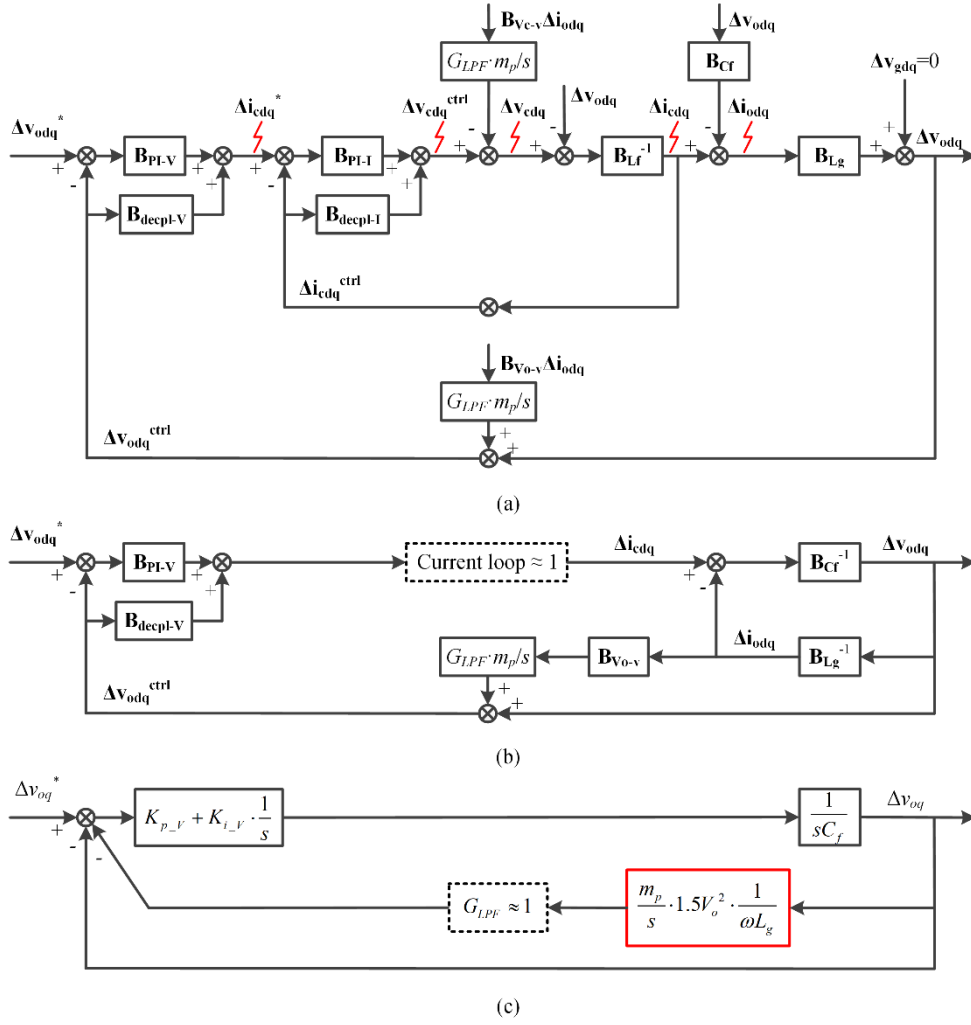 (a)
B_Vc-v Δi_odq
Δv_odq
G_LPF·m_p/s
B_Cf
Δv_gdq=0
Δv_odq*
Δi_cdq*
Δv_cdq^ctrl
Δv_cdq
Δv_odq
Δi_cdq
Δi_odq
Δv_odq
B_PI-V
B_PI-I
B_Lf^-1
B_Lg
+ - + + + - + + + - + - + - + +
B_decpl-V
B_decpl-I
Δi_cdq^ctrl
B_Vo-v Δi_odq
G_LPF·m_p/s
+ +
Δv_odq^ctrl
(a)
Δv_odq*
B_PI-V
Current loop ≈ 1
Δi_cdq
B_Cf^-1
Δv_odq
+ - + + + -
B_decpl-V
G_LPF·m_p/s
B_Vo-v
Δi_odq
B_Lg^-1
+ +
Δv_odq^ctrl
(b)
Δv_oq*
K_p_V + K_i_V · 1/s
1/sC_f
Δv_oq
+ - -
G_LPF ≈ 1
m_p/s · 1.5V_o^2 · 1/ωL_g
(c)